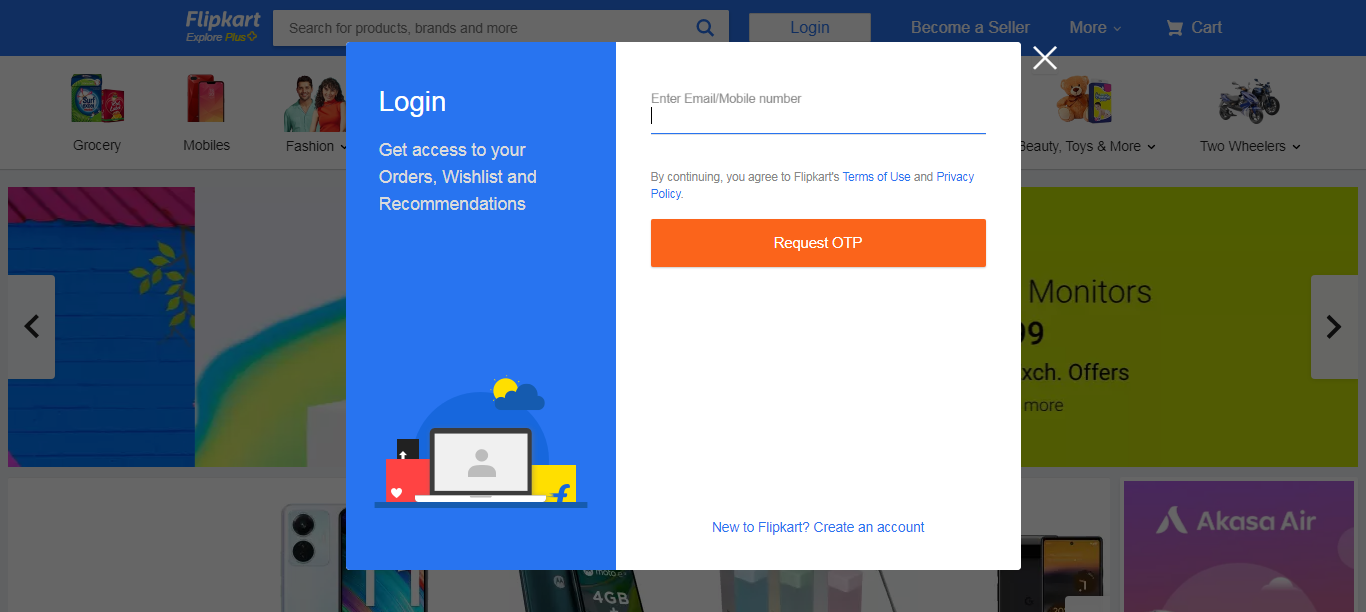 Flipkart
Explore Plus
Search for products, brands and more
Login
Become a Seller
More
Cart
Grocery
Mobiles
Fashion
Beauty, Toys & More
Two Wheelers
Login
Get access to your
Orders, Wishlist and
Recommendations
Enter Email/Mobile number
By continuing, you agree to Flipkart's Terms of Use and Privacy
Policy.
Request OTP
New to Flipkart? Create an account
Monitors
99
xch. Offers
more
Akasa Air
moto
4GB